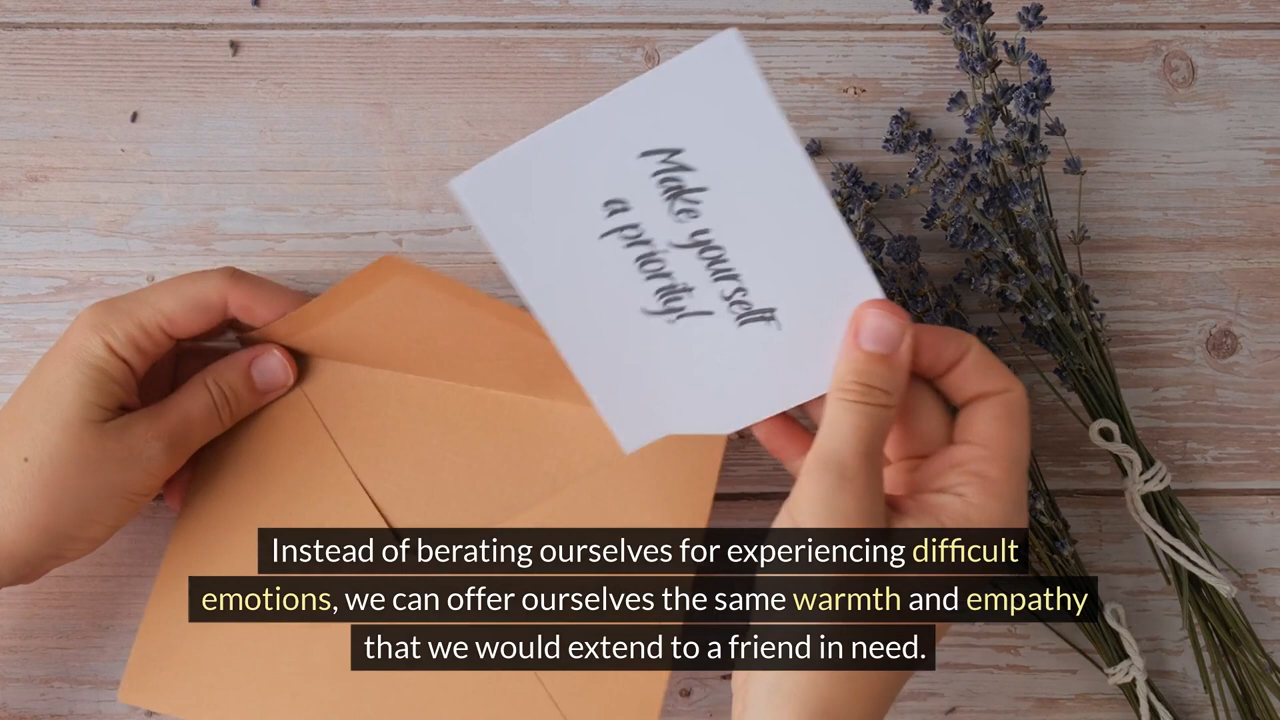 Make yourself
a priority!
Instead of berating ourselves for experiencing difficult
emotions, we can offer ourselves the same warmth and empathy
that we would extend to a friend in need.